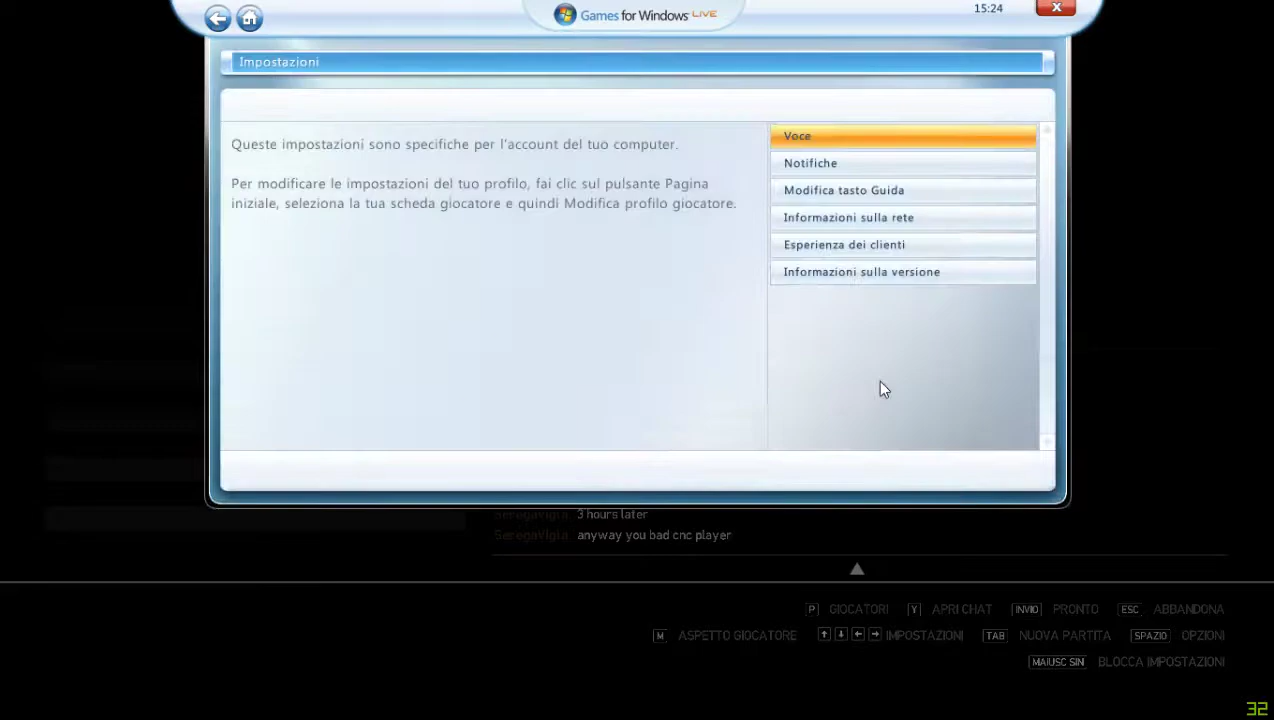 Games for Windows LIVE
15:24
Impostazioni
Queste impostazioni sono specifiche per l'account del tuo computer.
Per modificare le impostazioni del tuo profilo, fai clic sul pulsante Pagina
iniziale, seleziona la tua scheda giocatore e quindi Modifica profilo giocatore.
Voce
Notifiche
Modifica tasto Guida
Informazioni sulla rete
Esperienza dei clienti
Informazioni sulla versione
SeregaVigla: 3 hours later
SeregaVigla: anyway you bad cnc player
P GIOCATORI Y APRI CHAT INVIO PRONTO ESC ABBANDONA
M ASPETTO GIOCATORE IMPOSTAZIONI TAB NUOVA PARTITA SPAZIO OPZIONI
MAIUSC SIN BLOCCA IMPOSTAZIONI
32